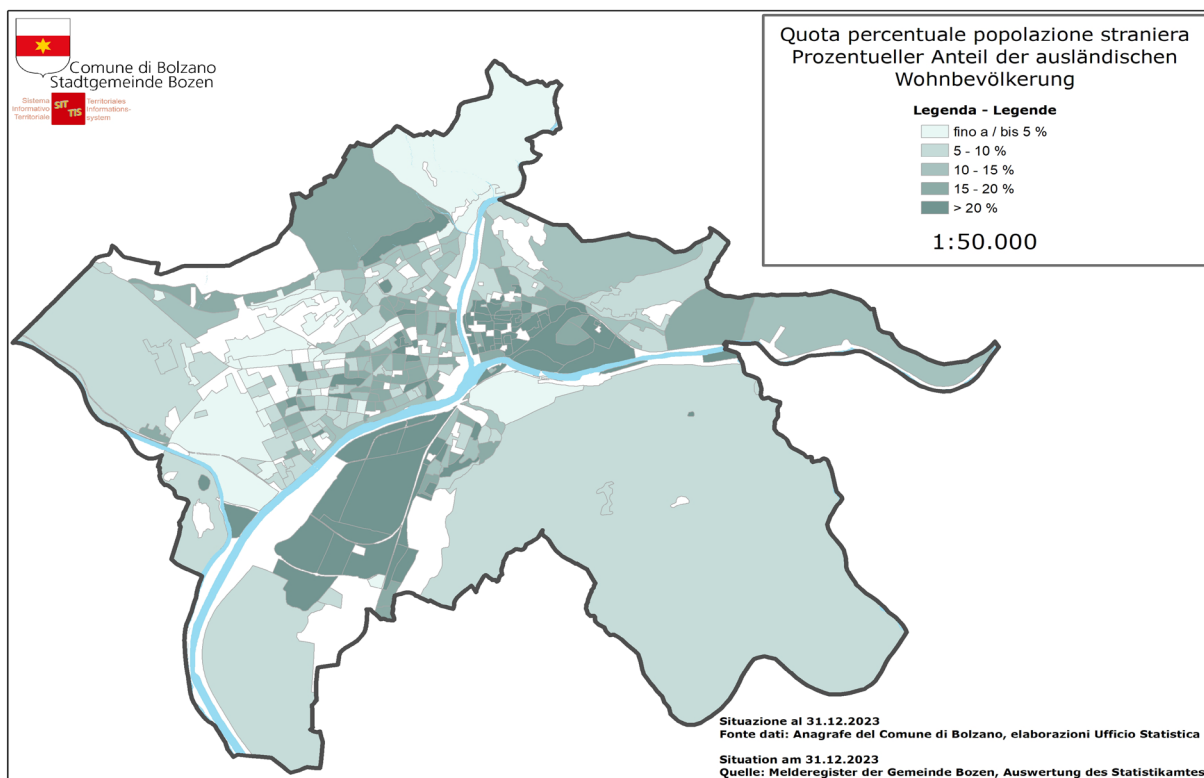 Comune di Bolzano
Stadtgemeinde Bozen
Sistema
Informativo
Territoriale
SIT
TIS
Territoriales
Informations-
system
Quota percentuale popolazione straniera
Prozentueller Anteil der ausländischen
Wohnbevölkerung
Legenda - Legende
fino a / bis 5 %
5 - 10 %
10 - 15 %
15 - 20 %
> 20 %
1:50.000
Situazione al 31.12.2023
Fonte dati: Anagrafe del Comune di Bolzano, elaborazioni Ufficio Statistica
Situation am 31.12.2023
Quelle: Melderegister der Gemeinde Bozen, Auswertung des Statistikamtes